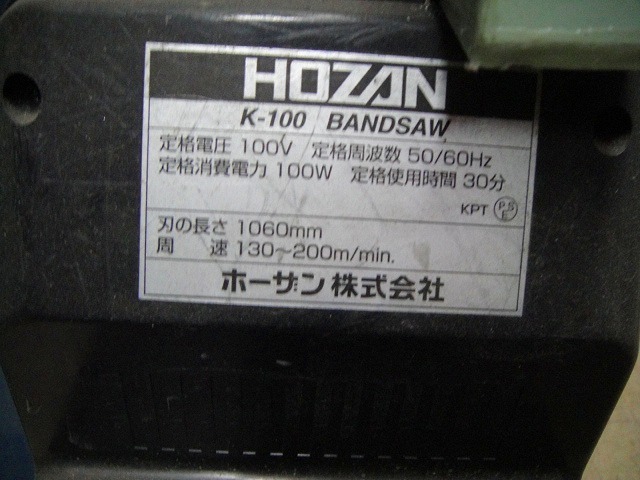 HOZAN
K-100 BANDSAW
定格電圧 100V 定格周波数 50/60Hz
定格消費電力 100W 定格使用時間 30分
KPT PSE
刃の長さ 1060mm
周 速 130～200m/min.
ホーザン株式会社